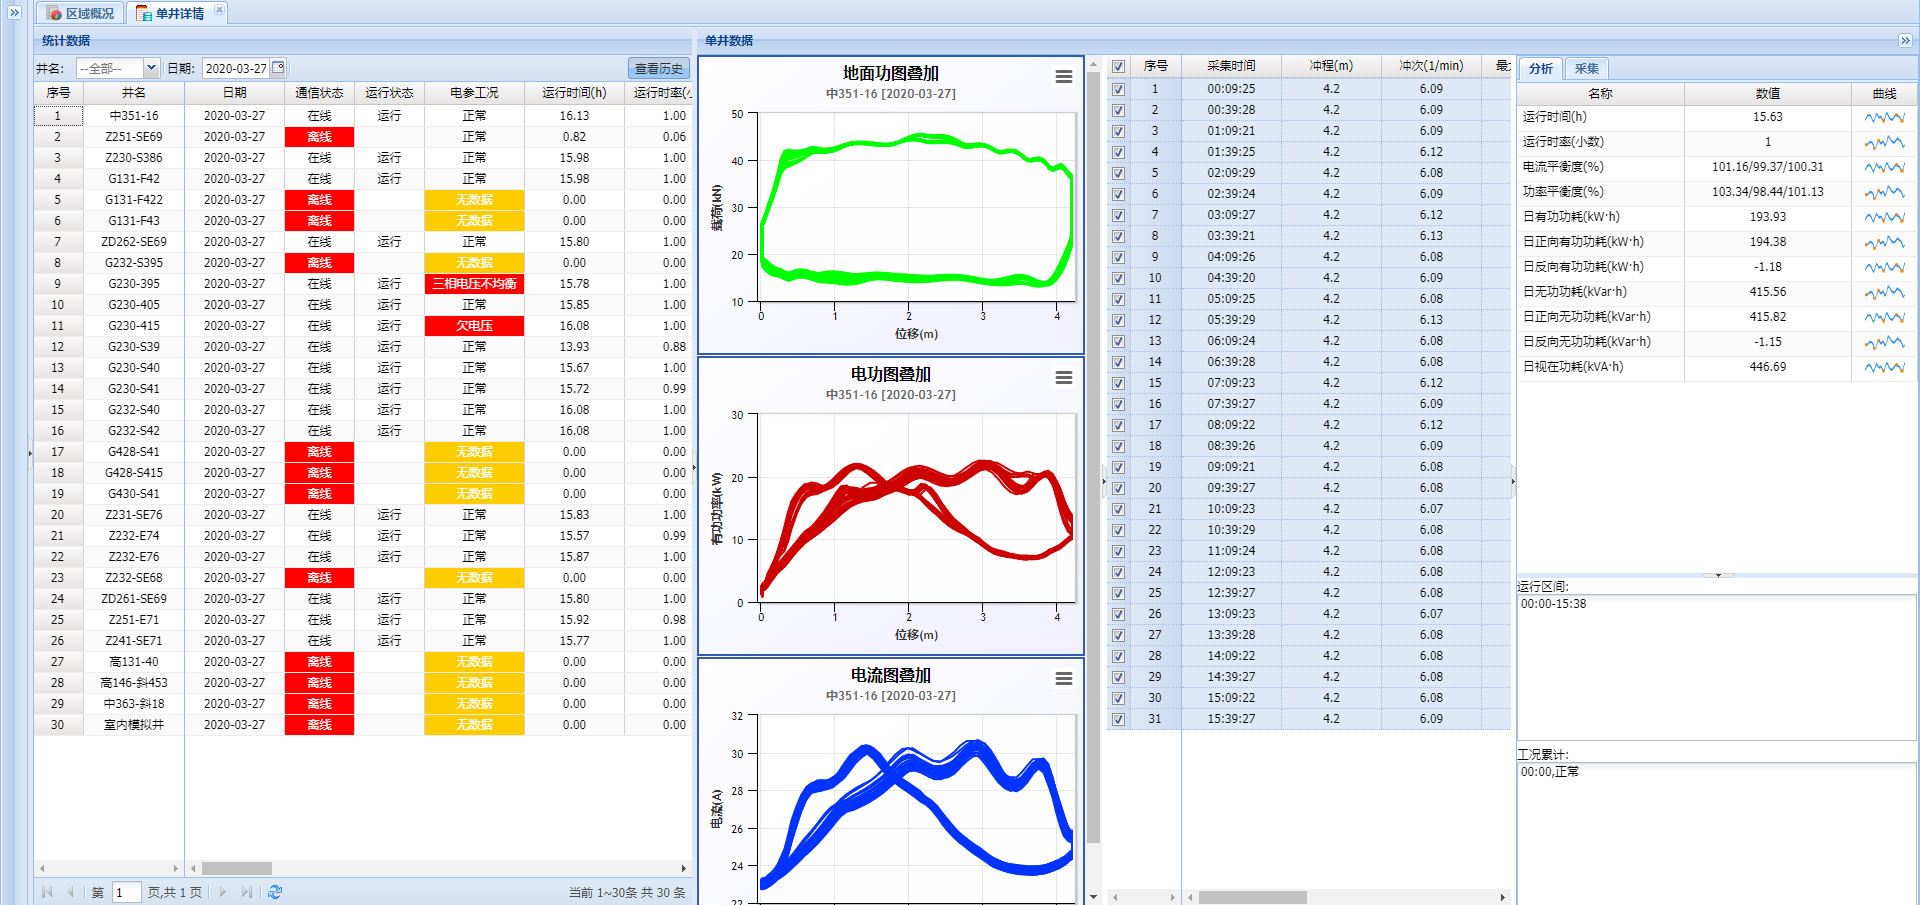 区域概况 单井详情
统计数据
井名: --全部-- 日期: 2020-03-27 查看历史
序号 井名 日期 通信状态 运行状态 电参工况 运行时间(h) 运行时率(小
1 中351-16 2020-03-27 在线 运行 正常 16.13 1.00
2 Z251-SE69 2020-03-27 离线 正常 0.82 0.06
3 Z230-S386 2020-03-27 在线 运行 正常 15.98 1.00
4 G131-F42 2020-03-27 在线 运行 正常 15.98 1.00
5 G131-F422 2020-03-27 离线 无数据 0.00 0.00
6 G131-F43 2020-03-27 离线 无数据 0.00 0.00
7 ZD262-SE69 2020-03-27 在线 运行 正常 15.80 1.00
8 G232-S395 2020-03-27 离线 无数据 0.00 0.00
9 G230-395 2020-03-27 在线 运行 三相电压不均衡 15.78 1.00
10 G230-405 2020-03-27 在线 运行 正常 15.85 1.00
11 G230-415 2020-03-27 在线 运行 欠电压 16.08 1.00
12 G230-S39 2020-03-27 在线 运行 正常 13.93 0.88
13 G230-S40 2020-03-27 在线 运行 正常 15.67 1.00
14 G230-S41 2020-03-27 在线 运行 正常 15.72 0.99
15 G232-S40 2020-03-27 在线 运行 正常 16.08 1.00
16 G232-S42 2020-03-27 在线 运行 正常 16.08 1.00
17 G428-S41 2020-03-27 离线 无数据 0.00 0.00
18 G428-S415 2020-03-27 离线 无数据 0.00 0.00
19 G430-S41 2020-03-27 离线 无数据 0.00 0.00
20 Z231-SE76 2020-03-27 在线 运行 正常 15.83 1.00
21 Z232-E74 2020-03-27 在线 运行 正常 15.57 0.99
22 Z232-E76 2020-03-27 在线 运行 正常 15.87 1.00
23 Z232-SE68 2020-03-27 离线 无数据 0.00 0.00
24 ZD261-SE69 2020-03-27 在线 运行 正常 15.80 1.00
25 Z251-E71 2020-03-27 在线 运行 正常 15.92 0.98
26 Z241-SE71 2020-03-27 在线 运行 正常 15.77 1.00
27 高131-40 2020-03-27 离线 无数据 0.00 0.00
28 高146-斜453 2020-03-27 离线 无数据 0.00 0.00
29 中363-斜18 2020-03-27 离线 无数据 0.00 0.00
30 室内模拟井 2020-03-27 离线 无数据 0.00 0.00
第 1 页,共 1 页 当前 1~30条 共 30 条
单井数据
地面功图叠加
中351-16 [2020-03-27]
载荷(kN)
50
40
30
20
10
0 1 2 3 4
位移(m)
电功图叠加
中351-16 [2020-03-27]
有功功率(kW)
30
20
10
0
0 1 2 3 4
位移(m)
电流图叠加
中351-16 [2020-03-27]
电流(A)
32
30
28
26
24
22
序号 采集时间 冲程(m) 冲次(1/min) 最
1 00:09:25 4.2 6.09
2 00:39:28 4.2 6.09
3 01:09:21 4.2 6.09
4 01:39:25 4.2 6.12
5 02:09:29 4.2 6.08
6 02:39:24 4.2 6.09
7 03:09:27 4.2 6.12
8 03:39:21 4.2 6.13
9 04:09:26 4.2 6.08
10 04:39:20 4.2 6.09
11 05:09:25 4.2 6.08
12 05:39:29 4.2 6.13
13 06:09:24 4.2 6.08
14 06:39:28 4.2 6.08
15 07:09:23 4.2 6.12
16 07:39:27 4.2 6.09
17 08:09:22 4.2 6.12
18 08:39:26 4.2 6.09
19 09:09:21 4.2 6.08
20 09:39:27 4.2 6.08
21 10:09:23 4.2 6.07
22 10:39:29 4.2 6.08
23 11:09:24 4.2 6.08
24 12:09:23 4.2 6.08
25 12:39:27 4.2 6.08
26 13:09:23 4.2 6.07
27 13:39:28 4.2 6.08
28 14:09:22 4.2 6.08
29 14:39:27 4.2 6.08
30 15:09:22 4.2 6.08
31 15:39:27 4.2 6.09
分析 采集
名称 数值 曲线
运行时间(h) 15.63
运行时率(小数) 1
电流平衡度(%) 101.16/99.37/100.31
功率平衡度(%) 103.34/98.44/101.13
日有功功耗(kW·h) 193.93
日正向有功功耗(kW·h) 194.38
日反向有功功耗(kW·h) -1.18
日无功功耗(kVar·h) 415.56
日正向无功功耗(kVar·h) 415.82
日反向无功功耗(kVar·h) -1.15
日视在功耗(kVA·h) 446.69
运行区间:
00:00-15:38
工况累计:
00:00,正常